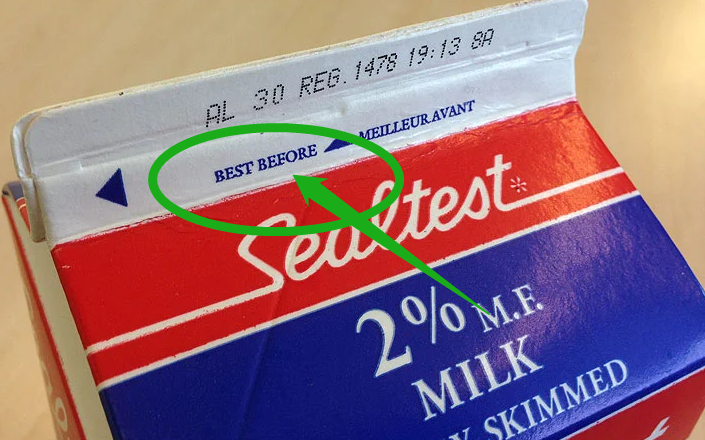 AL 30 REG.1478 19:13 8A
BEST BEFORE MEILLEUR AVANT
Sealtest
2% M.F.
MILK
SKIMMED